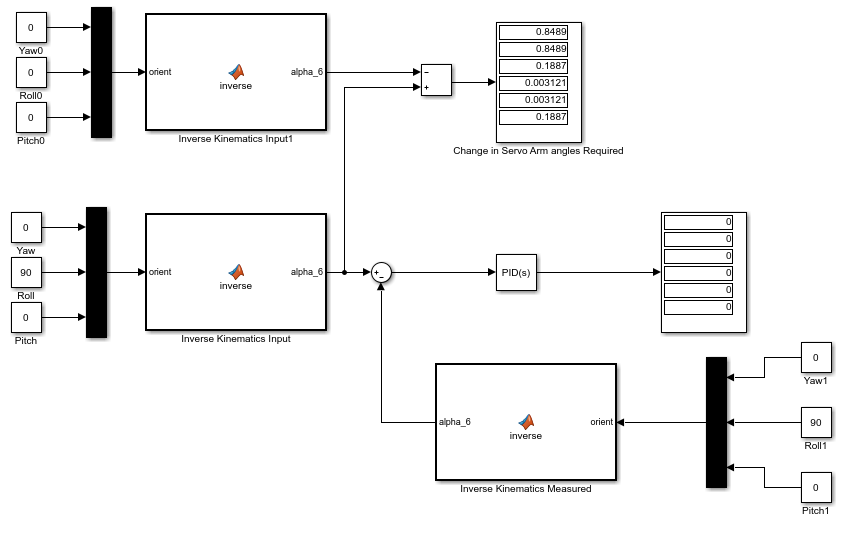 0
Yaw0
0
Roll0
0
Pitch0
orient
inverse
alpha_6
Inverse Kinematics Input1
−
+
0.8489
0.8489
0.1887
0.003121
0.003121
0.1887
Change in Servo Arm angles Required
0
Yaw
90
Roll
0
Pitch
orient
inverse
alpha_6
Inverse Kinematics Input
+
−
PID(s)
0
0
0
0
0
0
alpha_6
inverse
orient
Inverse Kinematics Measured
0
Yaw1
90
Roll1
0
Pitch1